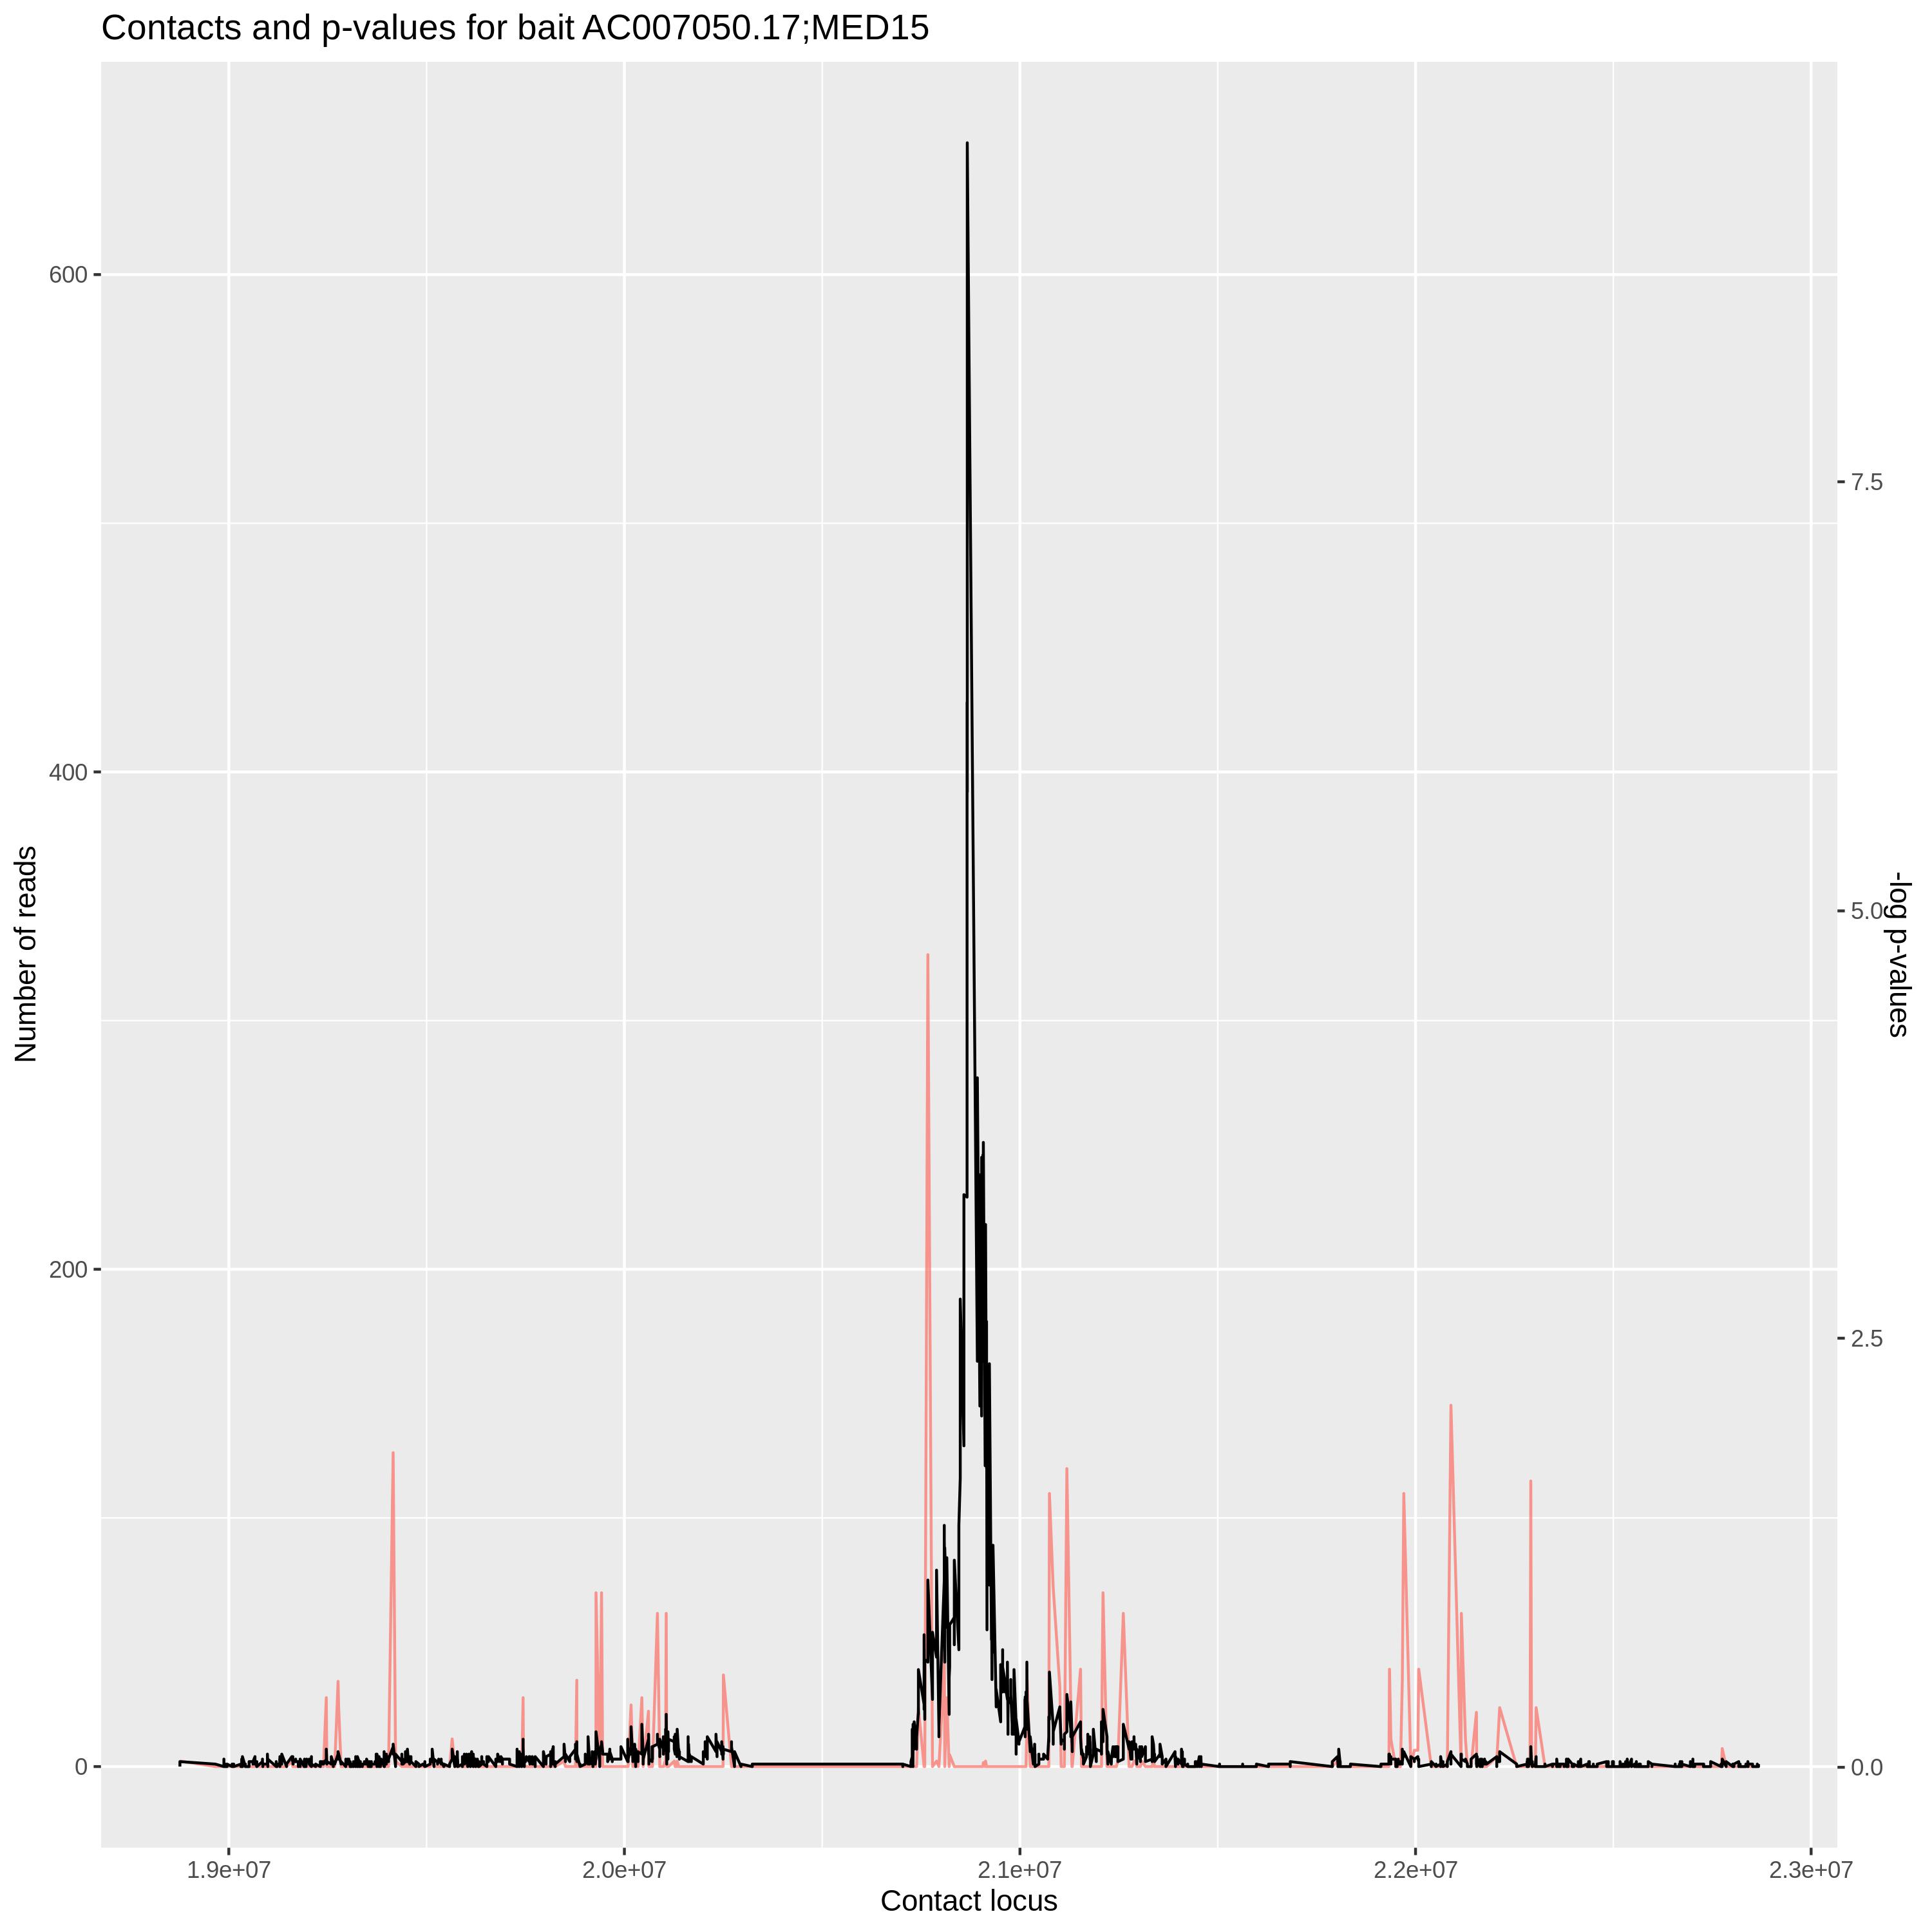 Contacts and p-values for bait AC007050.17;MED15
600
400
200
0
Number of reads
7.5
5.0
2.5
0.0
-log p-values
1.9e+07
2.0e+07
2.1e+07
2.2e+07
2.3e+07
Contact locus